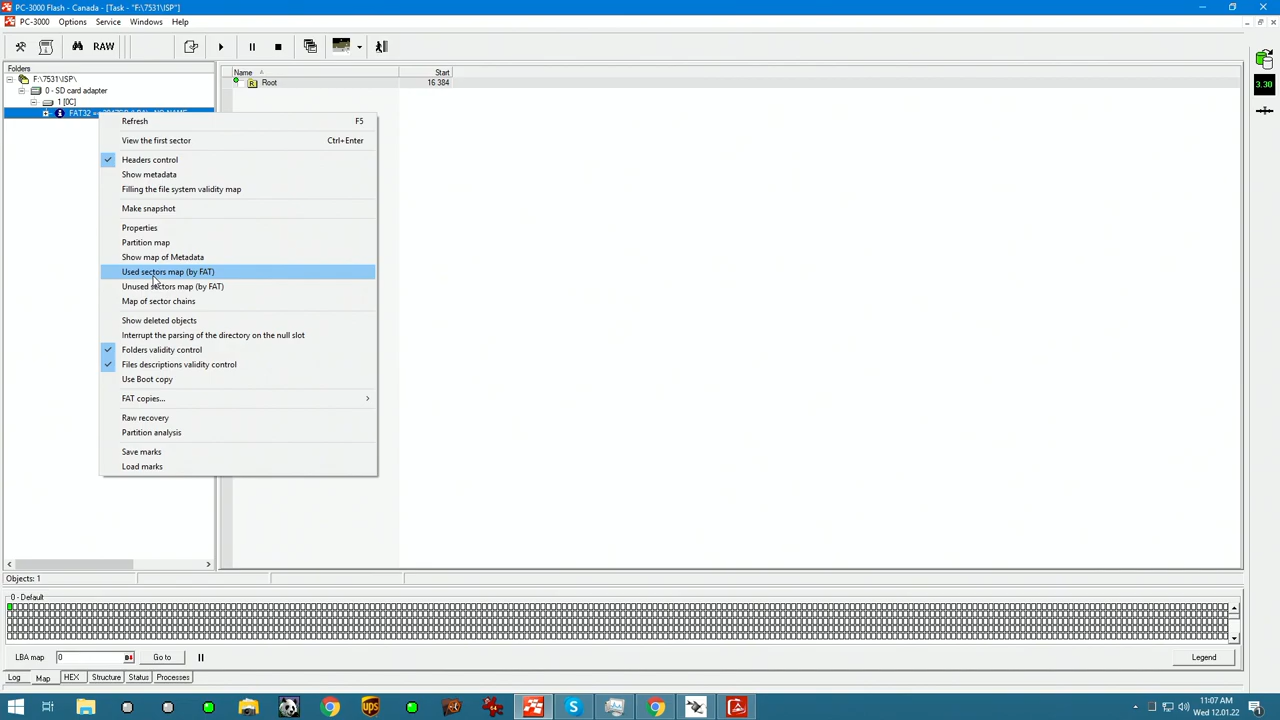 PC-3000 Flash - Canada - [Task - "F:\7531\ISP"]
PC-3000 Options Service Windows Help
RAW
Folders
F:\7531\ISP\
0 - SD card adapter
1 [0C]
FAT32
Name Start
Root 16 384
3.30
Refresh F5
View the first sector Ctrl+Enter
Headers control
Show metadata
Filling the file system validity map
Make snapshot
Properties
Partition map
Show map of Metadata
Used sectors map (by FAT)
Unused sectors map (by FAT)
Map of sector chains
Show deleted objects
Interrupt the parsing of the directory on the null slot
Folders validity control
Files descriptions validity control
Use Boot copy
FAT copies...
Raw recovery
Partition analysis
Save marks
Load marks
Objects: 1
0 - Default
LBA map 0 Go to Legend
Log Map HEX Structure Status Processes
11:07 AM
Wed 12.01.22